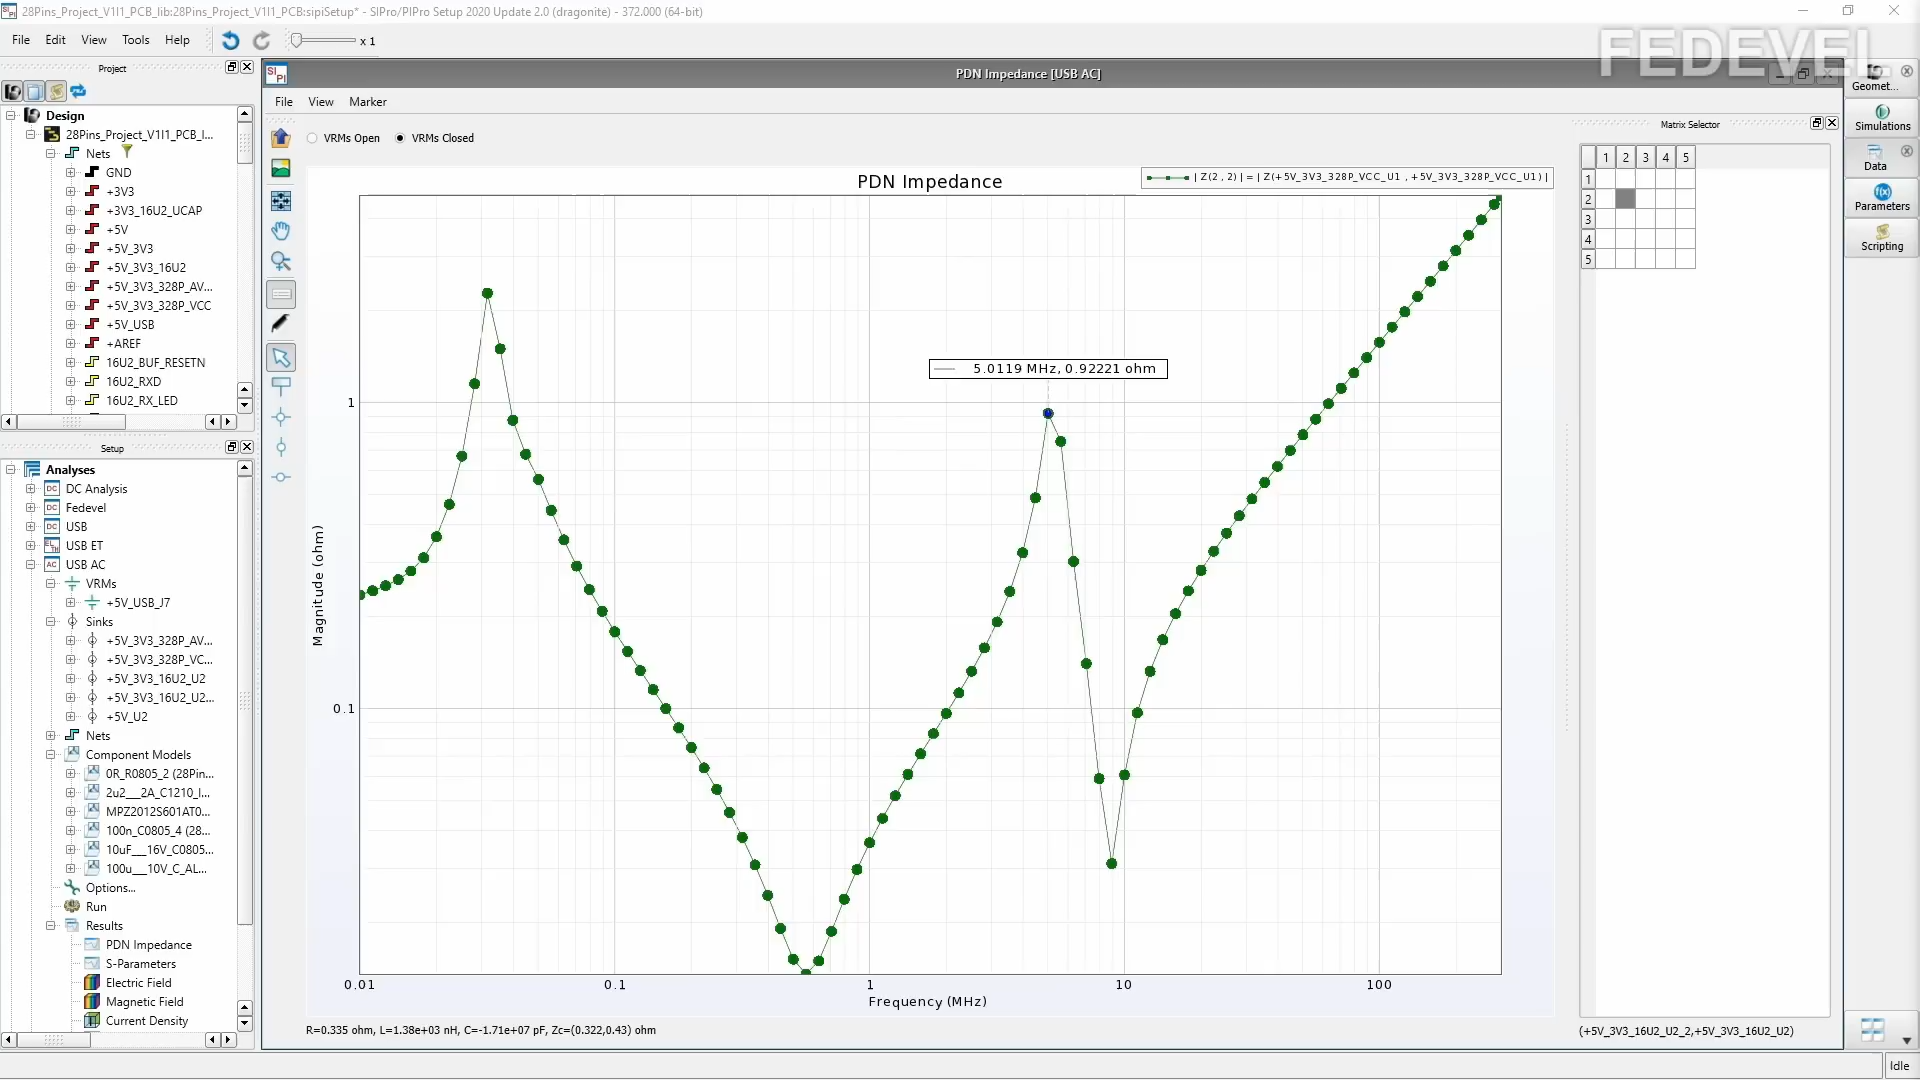 28Pins_Project_V1I1_PCB_lib:28Pins_Project_V1I1_PCB:sipiSetup* - SIPro/PIPro Setup 2020 Update 2.0 (dragonite) - 372.000 (64-bit)
File Edit View Tools Help x 1
FEDEVEL
Project
Design
28Pins_Project_V1I1_PCB_l...
Nets
GND
+3V3
+3V3_16U2_UCAP
+5V
+5V_3V3
+5V_3V3_16U2
+5V_3V3_328P_AV...
+5V_3V3_328P_VCC
+5V_USB
+AREF
16U2_BUF_RESETN
16U2_RXD
16U2_RX_LED
Setup
Analyses
DC Analysis
Fedevel
USB
USB ET
USB AC
VRMs
+5V_USB_J7
Sinks
+5V_3V3_328P_AV...
+5V_3V3_328P_VC...
+5V_3V3_16U2_U2
+5V_3V3_16U2_U2...
+5V_U2
Nets
Component Models
0R_R0805_2 (28Pin...
2u2___2A_C1210_I...
MPZ2012S601AT0...
100n_C0805_4 (28...
10uF___16V_C0805...
100u___10V_C_AL...
Options...
Run
Results
PDN Impedance
S-Parameters
Electric Field
Magnetic Field
Current Density
PDN Impedance [USB AC]
File View Marker
VRMs Open VRMs Closed
PDN Impedance
| Z(2 , 2) | = | Z(+5V_3V3_328P_VCC_U1 , +5V_3V3_328P_VCC_U1) |
5.0119 MHz, 0.92221 ohm
Magnitude (ohm)
1
0.1
0.01 0.1 1 10 100
Frequency (MHz)
R=0.335 ohm, L=1.38e+03 nH, C=-1.71e+07 pF, Zc=(0.322,0.43) ohm
Matrix Selector
1 2 3 4 5
1
2
3
4
5
(+5V_3V3_16U2_U2_2,+5V_3V3_16U2_U2)
Geomet...
Simulations
Data
f(x)
Parameters
Scripting
Idle